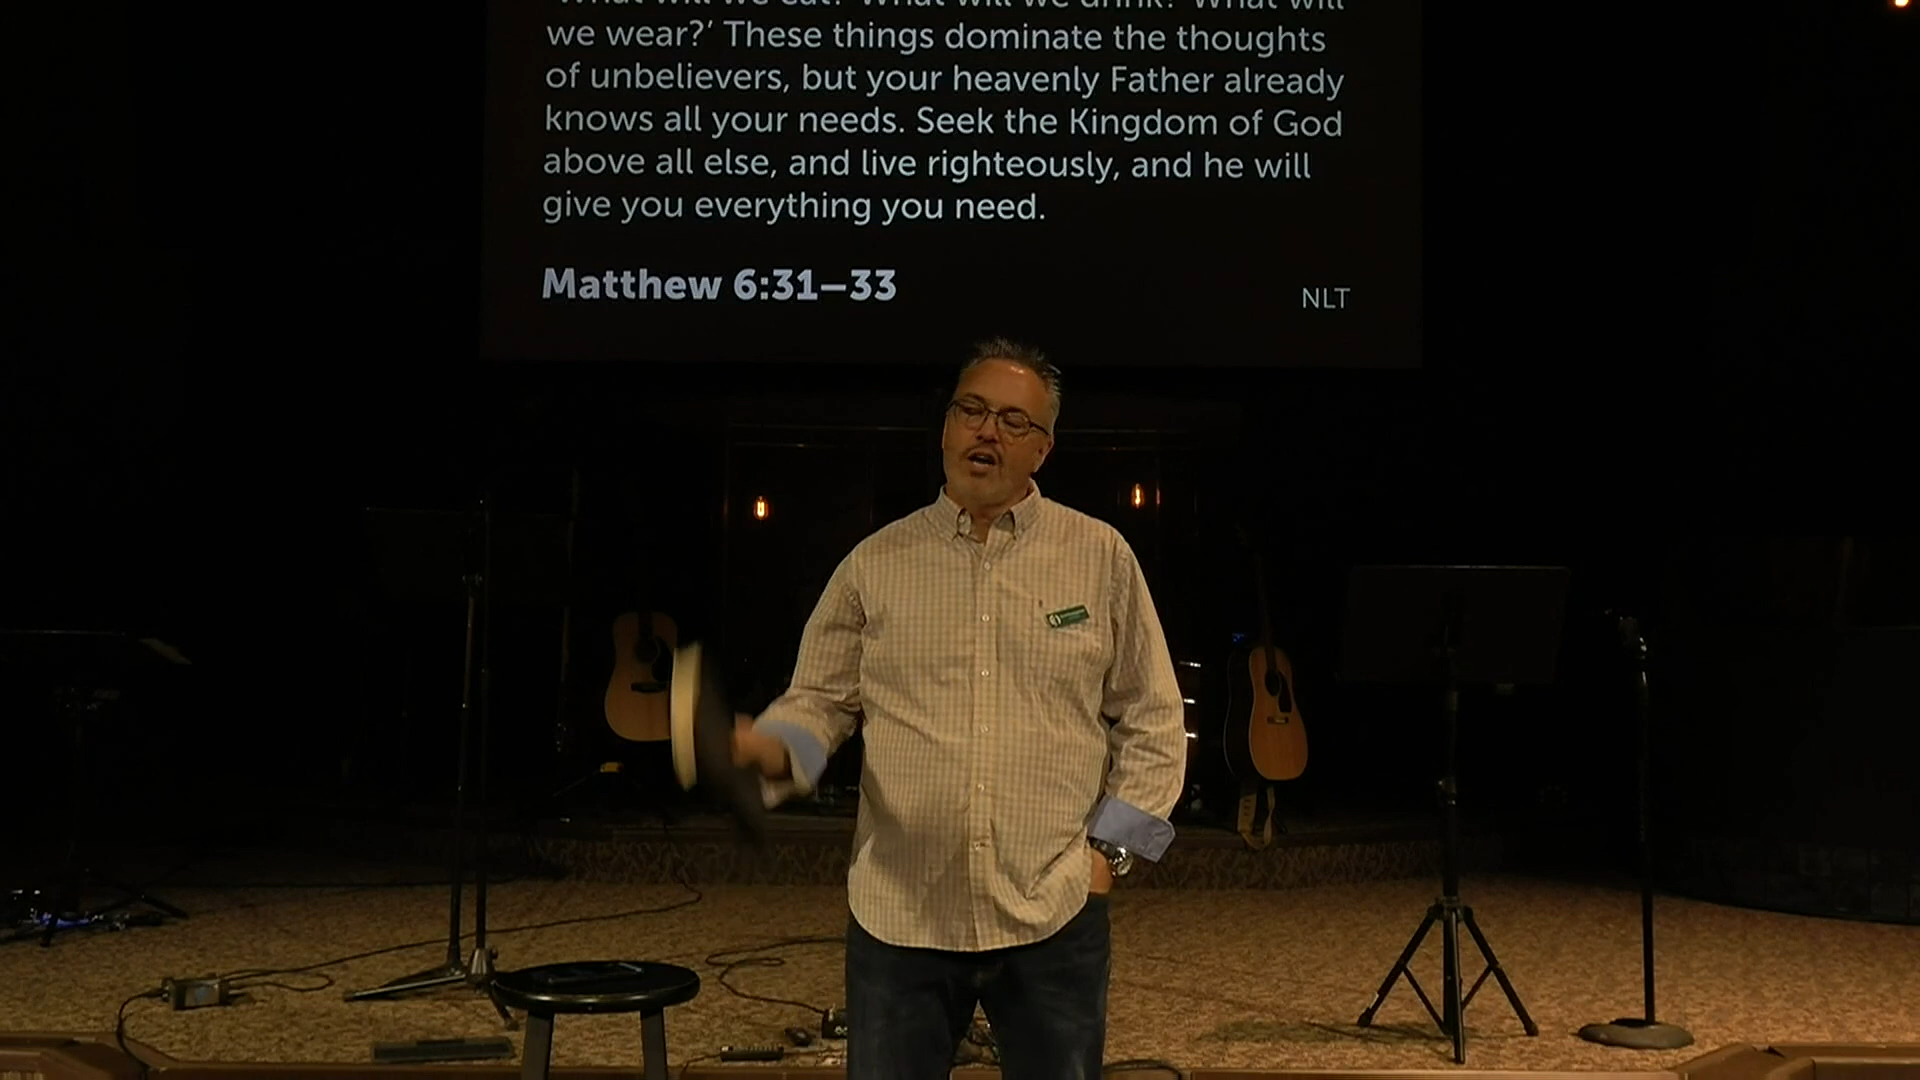 we wear?’ These things dominate the thoughts
of unbelievers, but your heavenly Father already
knows all your needs. Seek the Kingdom of God
above all else, and live righteously, and he will
give you everything you need.
Matthew 6:31–33
NLT